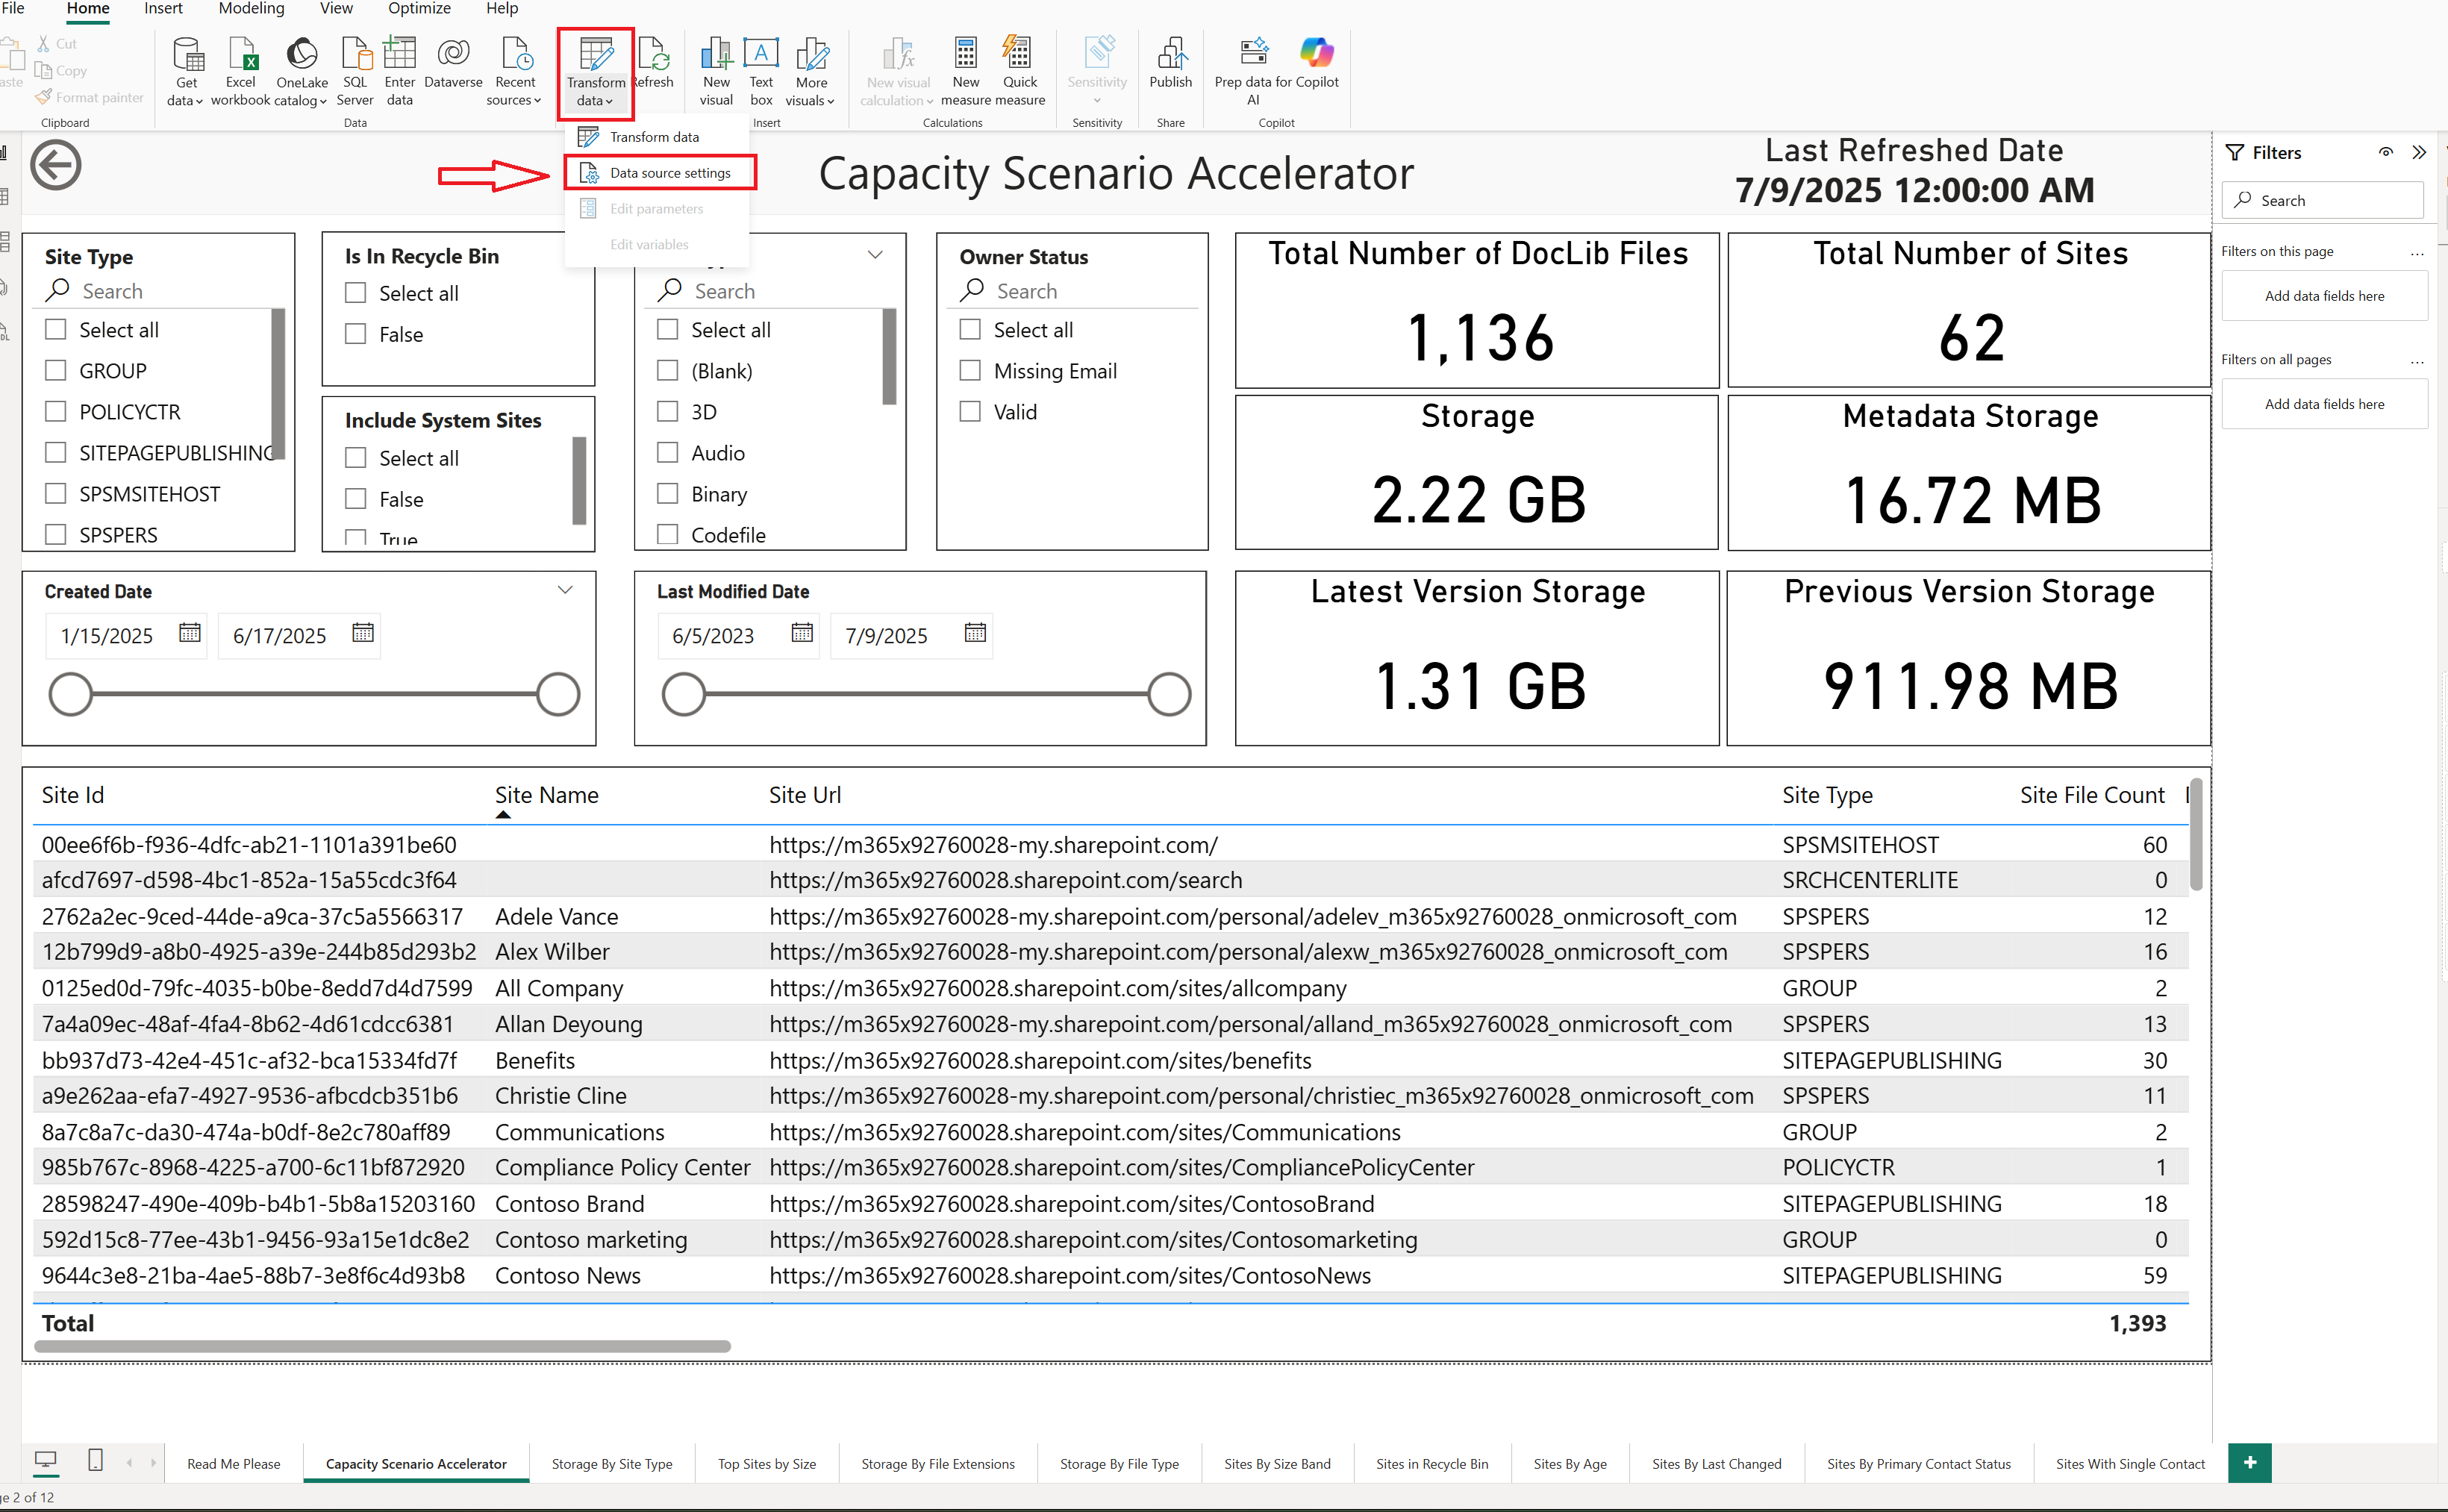 File Home Insert Modeling View Optimize Help
Cut
Copy
Format painter
Clipboard
Get data
Excel workbook
OneLake catalog
SQL Server
Enter data
Dataverse
Recent sources
Data
Transform data
Refresh
New visual
Text box
More visuals
Insert
New visual calculation
New measure
Quick measure
Calculations
Sensitivity
Sensitivity
Publish
Share
Prep data for AI
Copilot
Copilot
Transform data
Data source settings
Edit parameters
Edit variables
Capacity Scenario Accelerator
Last Refreshed Date
7/9/2025 12:00:00 AM
Filters
Search
Filters on this page
...
Add data fields here
Filters on all pages
...
Add data fields here
Site Type
Search
Select all
GROUP
POLICYCTR
SITEPAGEPUBLISHING
SPSMSITEHOST
SPSPERS
Is In Recycle Bin
Select all
False
Include System Sites
Select all
False
True
Search
Select all
(Blank)
3D
Audio
Binary
Codefile
Owner Status
Search
Select all
Missing Email
Valid
Total Number of DocLib Files
1,136
Total Number of Sites
62
Storage
2.22 GB
Metadata Storage
16.72 MB
Created Date
1/15/2025 6/17/2025
Last Modified Date
6/5/2023 7/9/2025
Latest Version Storage
1.31 GB
Previous Version Storage
911.98 MB
Site Id Site Name Site Url Site Type Site File Count
00ee6f6b-f936-4dfc-ab21-1101a391be60 https://m365x92760028-my.sharepoint.com/ SPSMSITEHOST 60
afcd7697-d598-4bc1-852a-15a55cdc3f64 https://m365x92760028.sharepoint.com/search SRCHCENTERLITE 0
2762a2ec-9ced-44de-a9ca-37c5a5566317 Adele Vance https://m365x92760028-my.sharepoint.com/personal/adelev_m365x92760028_onmicrosoft_com SPSPERS 12
12b799d9-a8b0-4925-a39e-244b85d293b2 Alex Wilber https://m365x92760028-my.sharepoint.com/personal/alexw_m365x92760028_onmicrosoft_com SPSPERS 16
0125ed0d-79fc-4035-b0be-8edd7d4d7599 All Company https://m365x92760028.sharepoint.com/sites/allcompany GROUP 2
7a4a09ec-48af-4fa4-8b62-4d61cdcc6381 Allan Deyoung https://m365x92760028-my.sharepoint.com/personal/alland_m365x92760028_onmicrosoft_com SPSPERS 13
bb937d73-42e4-451c-af32-bca15334fd7f Benefits https://m365x92760028.sharepoint.com/sites/benefits SITEPAGEPUBLISHING 30
a9e262aa-efa7-4927-9536-afbcdcb351b6 Christie Cline https://m365x92760028-my.sharepoint.com/personal/christiec_m365x92760028_onmicrosoft_com SPSPERS 11
8a7c8a7c-da30-474a-b0df-8e2c780aff89 Communications https://m365x92760028.sharepoint.com/sites/Communications GROUP 2
985b767c-8968-4225-a700-6c11bf872920 Compliance Policy Center https://m365x92760028.sharepoint.com/sites/CompliancePolicyCenter POLICYCTR 1
28598247-490e-409b-b4b1-5b8a15203160 Contoso Brand https://m365x92760028.sharepoint.com/sites/ContosoBrand SITEPAGEPUBLISHING 18
592d15c8-77ee-43b1-9456-93a15e1dc8e2 Contoso marketing https://m365x92760028.sharepoint.com/sites/Contosomarketing GROUP 0
9644c3e8-21ba-4ae5-88b7-3e8f6c4d93b8 Contoso News https://m365x92760028.sharepoint.com/sites/ContosoNews SITEPAGEPUBLISHING 59
Total 1,393
Read Me Please Capacity Scenario Accelerator Storage By Site Type Top Sites by Size Storage By File Extensions Storage By File Type Sites By Size Band Sites in Recycle Bin Sites By Age Sites By Last Changed Sites By Primary Contact Status Sites With Single Contact
2 of 12